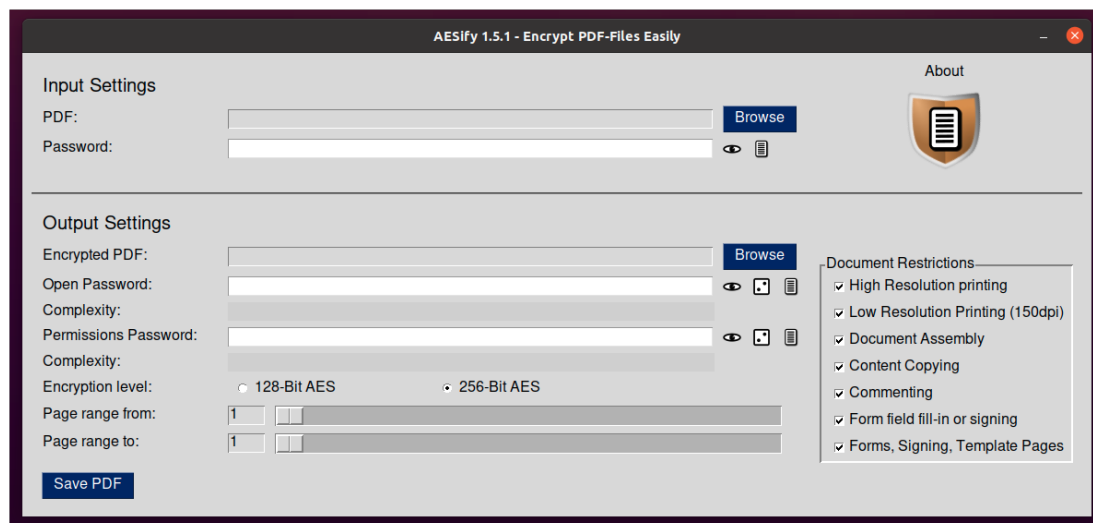 AESify 1.5.1 - Encrypt PDF-Files Easily
About
Input Settings
PDF:
Browse
Password:
Output Settings
Encrypted PDF:
Browse
Open Password:
Complexity:
Permissions Password:
Complexity:
Encryption level:
128-Bit AES
256-Bit AES
Page range from:
1
Page range to:
1
Save PDF
Document Restrictions
High Resolution printing
Low Resolution Printing (150dpi)
Document Assembly
Content Copying
Commenting
Form field fill-in or signing
Forms, Signing, Template Pages